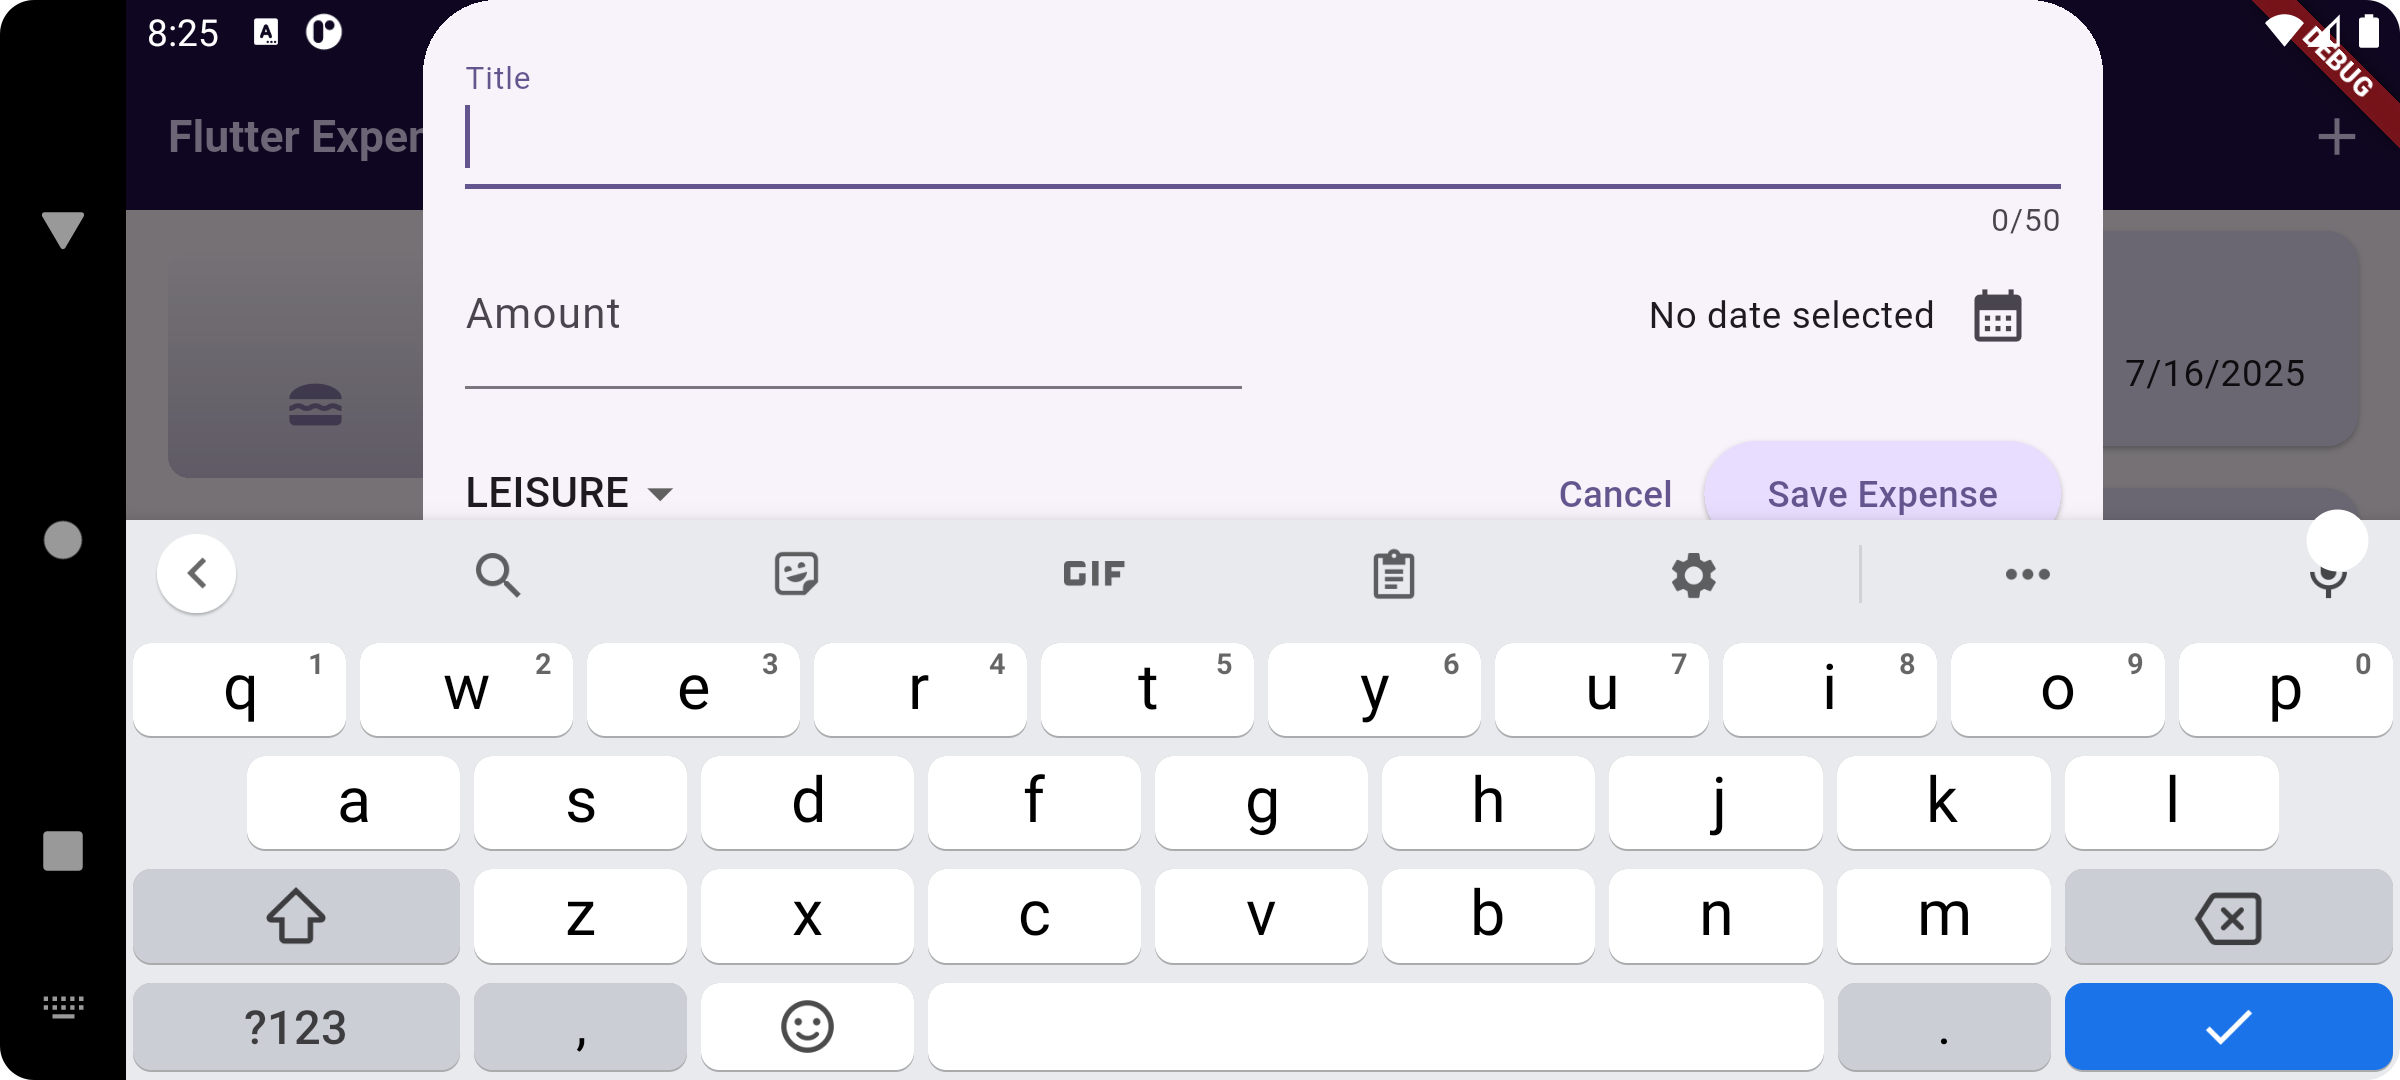 8:25
DEBUG
Flutter Exper
Title
0/50
Amount
No date selected
7/16/2025
LEISURE
Cancel
Save Expense
GIF
q 1 w 2 e 3 r 4 t 5 y 6 u 7 i 8 o 9 p 0
a s d f g h j k l
z x c v b n m
?123 , .